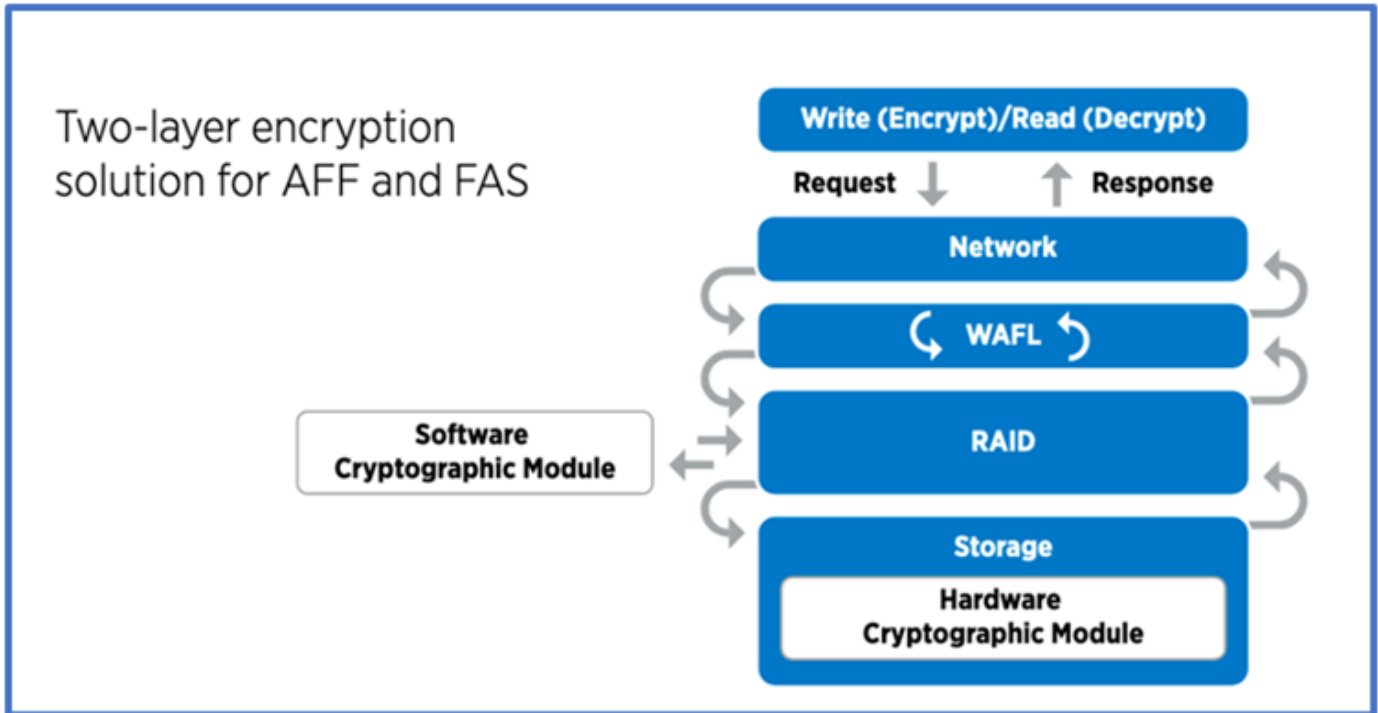 Two-layer encryption
solution for AFF and FAS
Write (Encrypt)/Read (Decrypt)
Request
Response
Network
WAFL
RAID
Software
Cryptographic Module
Storage
Hardware
Cryptographic Module